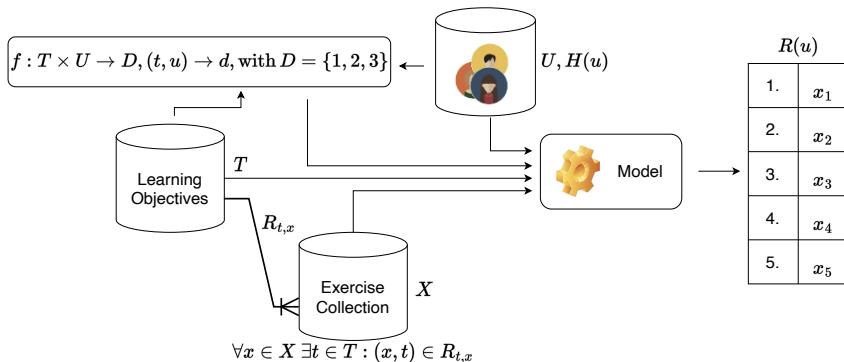 f : T × U → D, (t, u) → d, with D = {1, 2, 3}
U, H(u)
R(u)
1. x₁
2. x₂
3. x₃
4. x₄
5. x₅
Learning
Objectives
T
Model
R_{t,x}
Exercise
Collection
X
∀x ∈ X ∃t ∈ T : (x, t) ∈ R_{t,x}